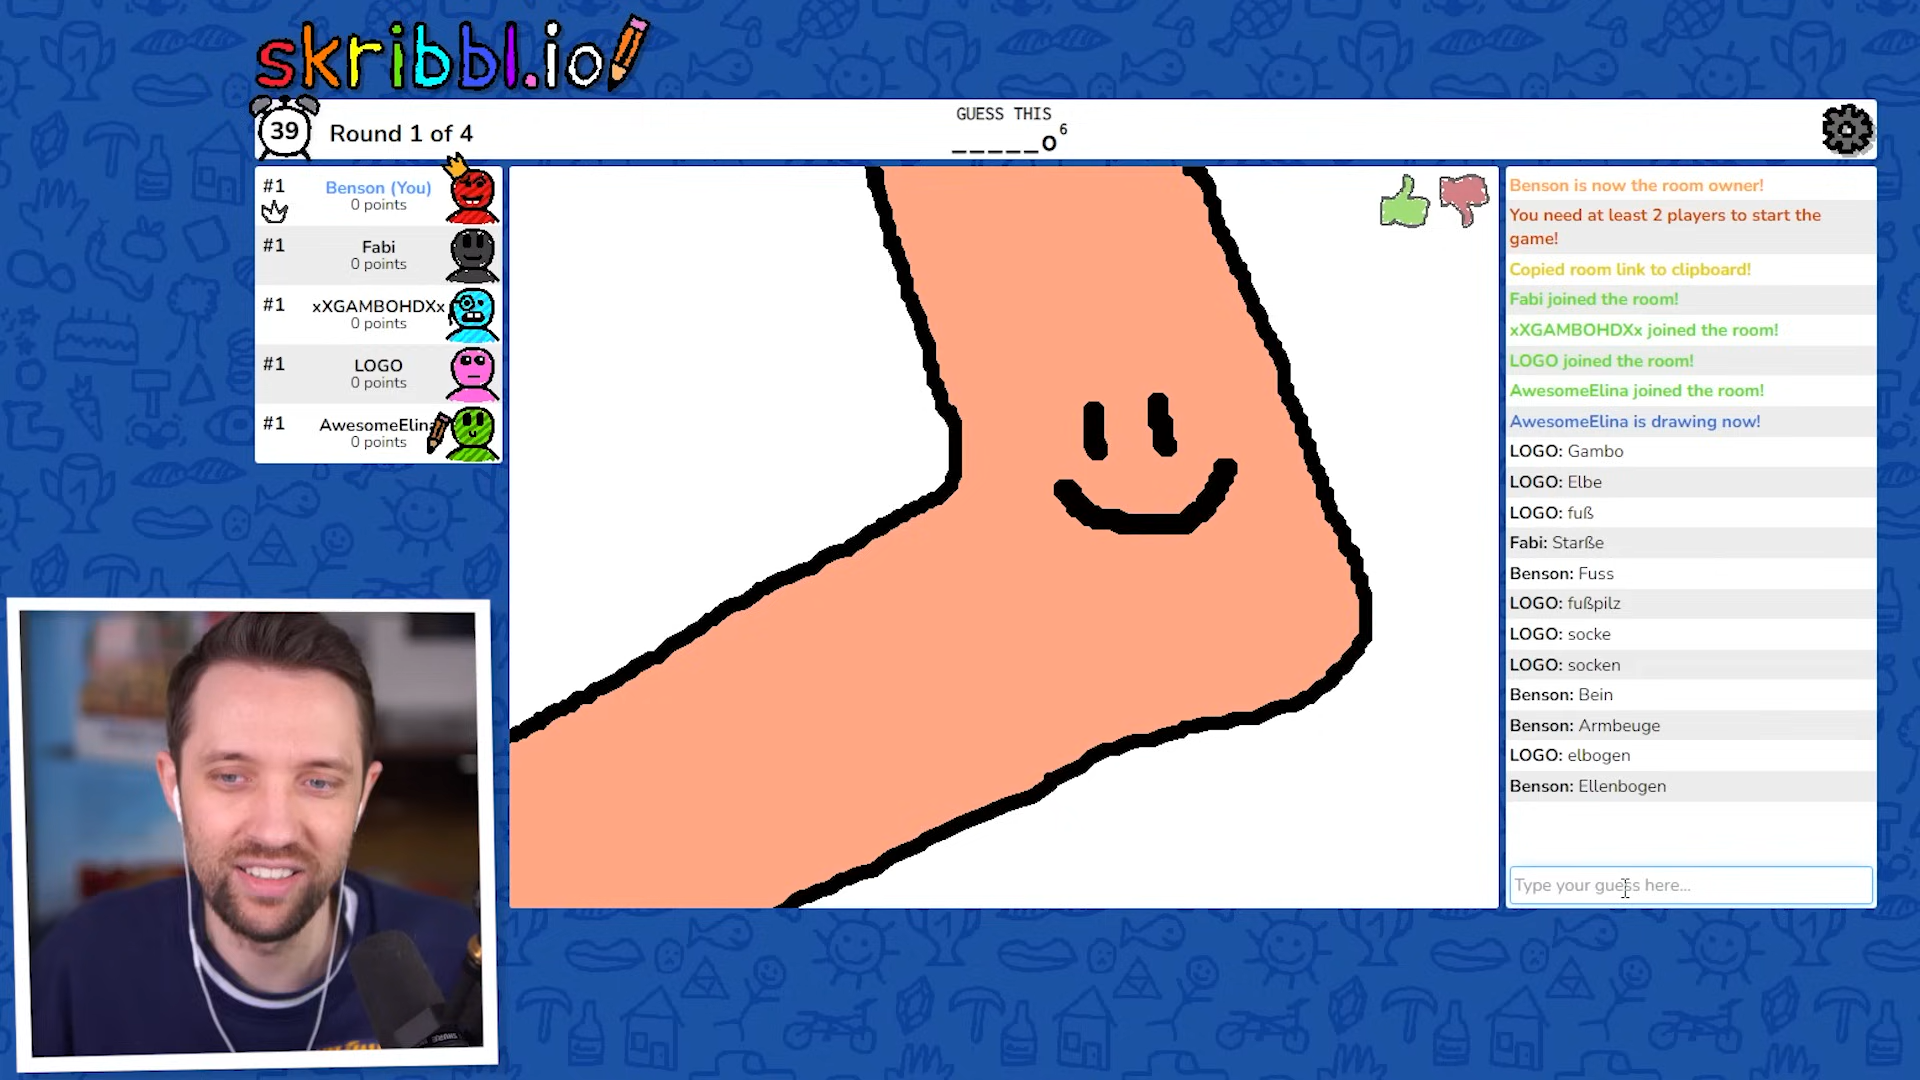 skribbl.io
39
Round 1 of 4
GUESS THIS
_____o 6
#1
Benson (You)
0 points
#1
Fabi
0 points
#1
xXGAMBOHDXx
0 points
#1
LOGO
0 points
#1
AwesomeElina
0 points
Benson is now the room owner!
You need at least 2 players to start the
game!
Copied room link to clipboard!
Fabi joined the room!
xXGAMBOHDXx joined the room!
LOGO joined the room!
AwesomeElina joined the room!
AwesomeElina is drawing now!
LOGO: Gambo
LOGO: Elbe
LOGO: fuß
Fabi: Starße
Benson: Fuss
LOGO: fußpilz
LOGO: socke
LOGO: socken
Benson: Bein
Benson: Armbeuge
LOGO: elbogen
Benson: Ellenbogen
Type your guess here...